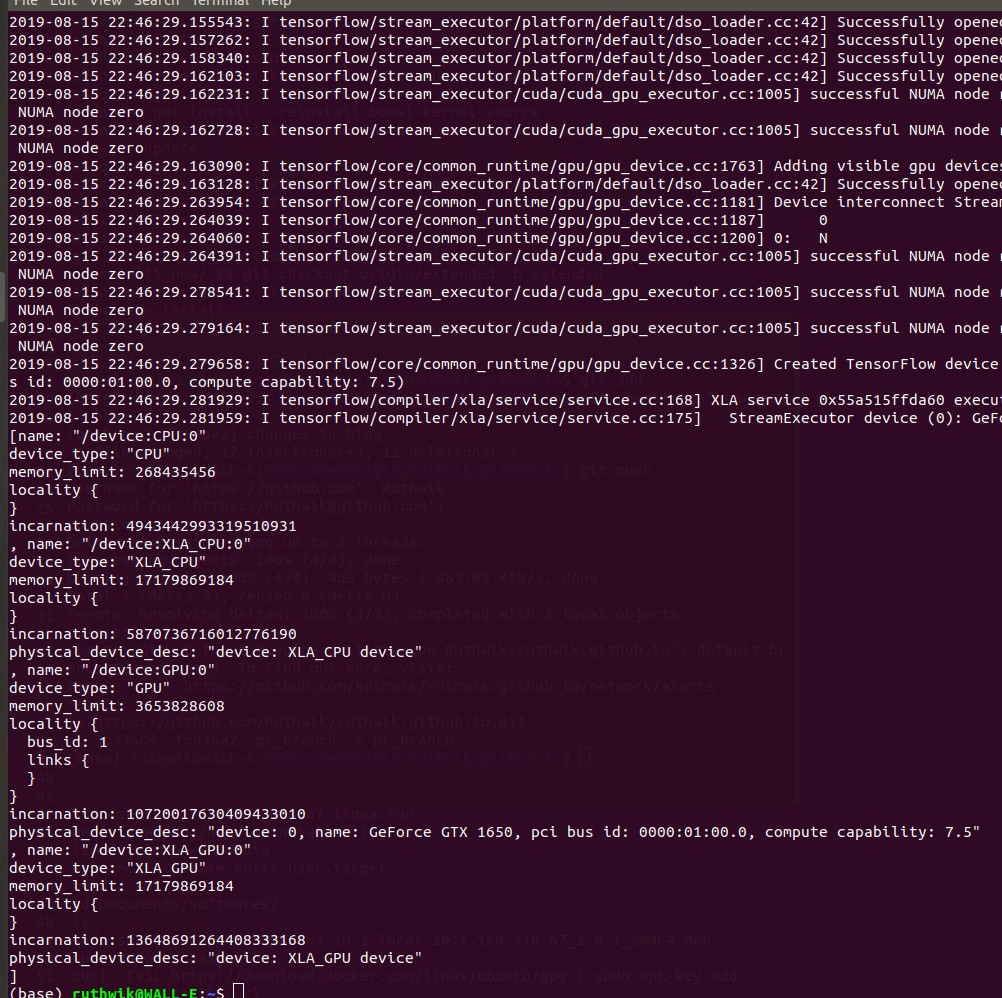 File Edit View Search Terminal Help
2019-08-15 22:46:29.155543: I tensorflow/stream_executor/platform/default/dso_loader.cc:42] Successfully opened
2019-08-15 22:46:29.157262: I tensorflow/stream_executor/platform/default/dso_loader.cc:42] Successfully opened
2019-08-15 22:46:29.158340: I tensorflow/stream_executor/platform/default/dso_loader.cc:42] Successfully opened
2019-08-15 22:46:29.162103: I tensorflow/stream_executor/platform/default/dso_loader.cc:42] Successfully opened
2019-08-15 22:46:29.162231: I tensorflow/stream_executor/cuda/cuda_gpu_executor.cc:1005] successful NUMA node
NUMA node zero
2019-08-15 22:46:29.162728: I tensorflow/stream_executor/cuda/cuda_gpu_executor.cc:1005] successful NUMA node
NUMA node zero
2019-08-15 22:46:29.163090: I tensorflow/core/common_runtime/gpu/gpu_device.cc:1763] Adding visible gpu devices
2019-08-15 22:46:29.163128: I tensorflow/stream_executor/platform/default/dso_loader.cc:42] Successfully opened
2019-08-15 22:46:29.263954: I tensorflow/core/common_runtime/gpu/gpu_device.cc:1181] Device interconnect Stream
2019-08-15 22:46:29.264039: I tensorflow/core/common_runtime/gpu/gpu_device.cc:1187]      0
2019-08-15 22:46:29.264060: I tensorflow/core/common_runtime/gpu/gpu_device.cc:1200] 0:   N
2019-08-15 22:46:29.264391: I tensorflow/stream_executor/cuda/cuda_gpu_executor.cc:1005] successful NUMA node
NUMA node zero
2019-08-15 22:46:29.278541: I tensorflow/stream_executor/cuda/cuda_gpu_executor.cc:1005] successful NUMA node
NUMA node zero
2019-08-15 22:46:29.279164: I tensorflow/stream_executor/cuda/cuda_gpu_executor.cc:1005] successful NUMA node
NUMA node zero
2019-08-15 22:46:29.279658: I tensorflow/core/common_runtime/gpu/gpu_device.cc:1326] Created TensorFlow device
s id: 0000:01:00.0, compute capability: 7.5)
2019-08-15 22:46:29.281929: I tensorflow/compiler/xla/service/service.cc:168] XLA service 0x55a515ffda60 execut
2019-08-15 22:46:29.281959: I tensorflow/compiler/xla/service/service.cc:175]   StreamExecutor device (0): GeFo
[name: "/device:CPU:0"
device_type: "CPU"
memory_limit: 268435456
locality {
}
incarnation: 4943442993319510931
, name: "/device:XLA_CPU:0"
device_type: "XLA_CPU"
memory_limit: 17179869184
locality {
}
incarnation: 5870736716012776190
physical_device_desc: "device: XLA_CPU device"
, name: "/device:GPU:0"
device_type: "GPU"
memory_limit: 3653828608
locality {
  bus_id: 1
  links {
  }
}
incarnation: 10720017630409433010
physical_device_desc: "device: 0, name: GeForce GTX 1650, pci bus id: 0000:01:00.0, compute capability: 7.5"
, name: "/device:XLA_GPU:0"
device_type: "XLA_GPU"
memory_limit: 17179869184
locality {
}
incarnation: 13648691264408333168
physical_device_desc: "device: XLA_GPU device"
]
(base) ruthwik@WALL-E:~$